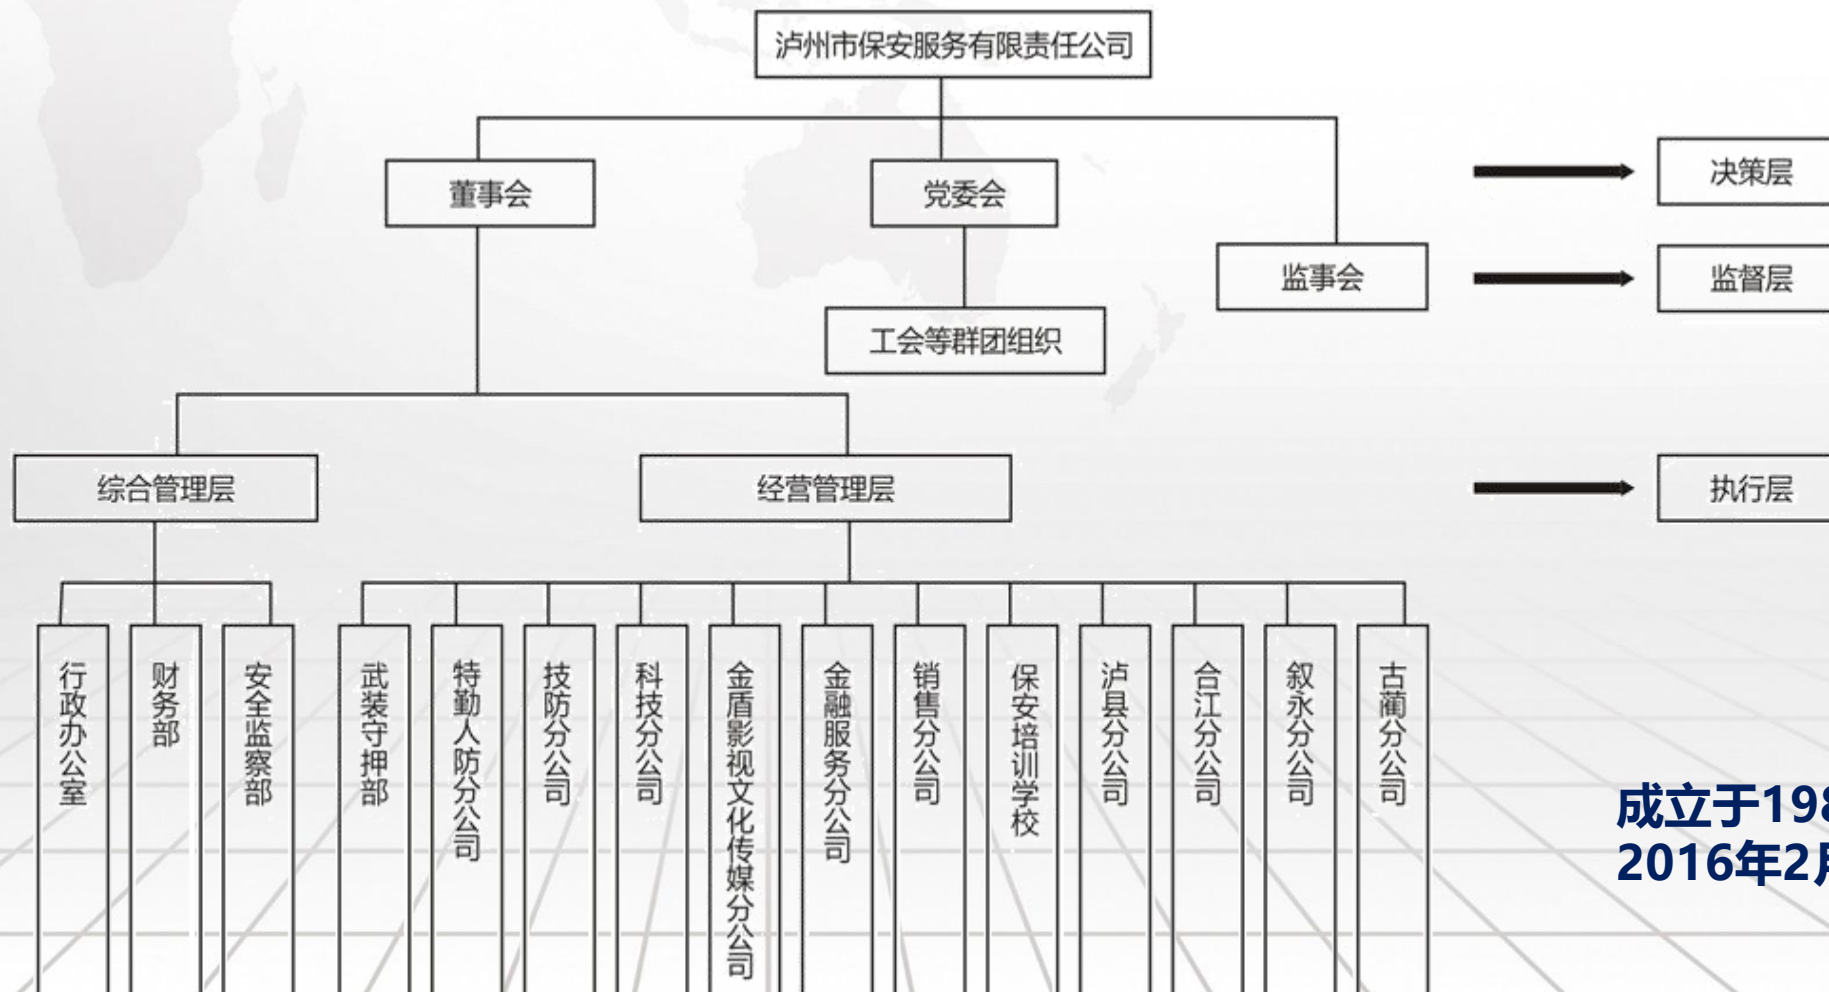 泸州市保安服务有限责任公司
董事会
党委会
决策层
监事会
监督层
工会等群团组织
综合管理层
经营管理层
执行层
行政办公室
财务部
安全监察部
武装守押部
特勤人防分公司
技防分公司
科技分公司
金盾影视文化传媒分公司
金融服务分公司
销售分公司
保安培训学校
泸县分公司
合江分公司
叙永分公司
古蔺分公司
成立于198
2016年2月